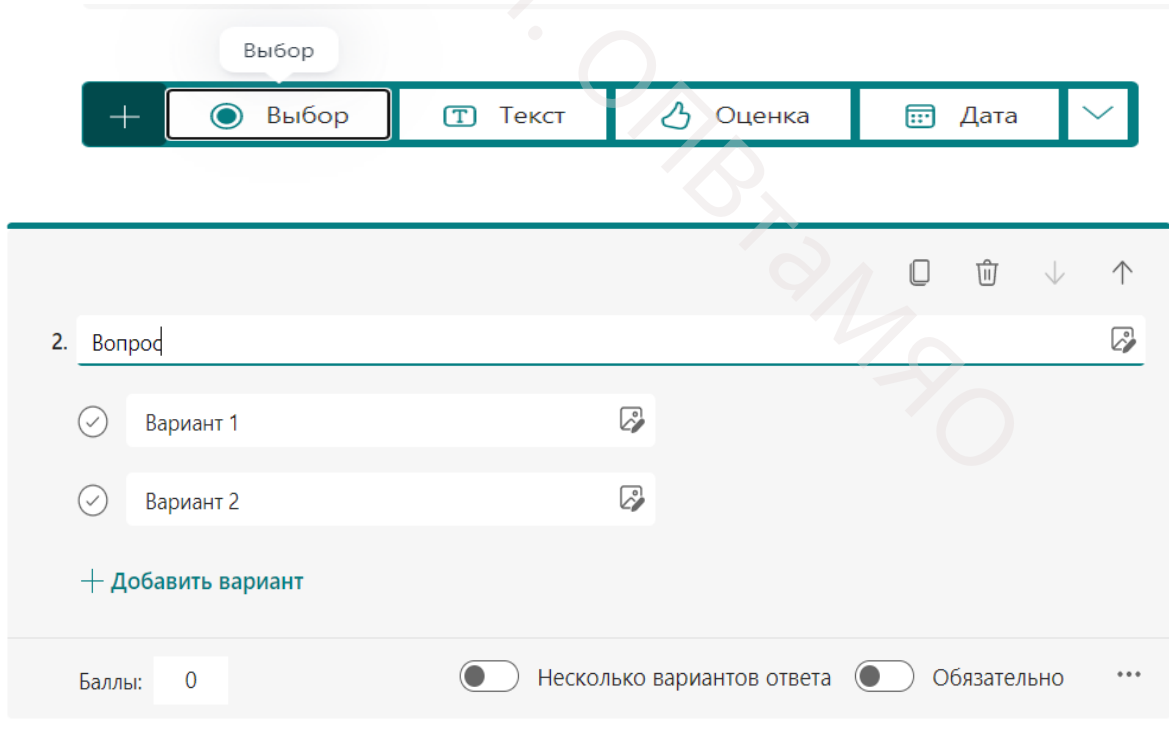 Выбор
Выбор Текст Оценка Дата
2. Вопрос
Вариант 1
Вариант 2
Добавить вариант
Баллы: 0 Несколько вариантов ответа Обязательно
. ОПВтаМЯО